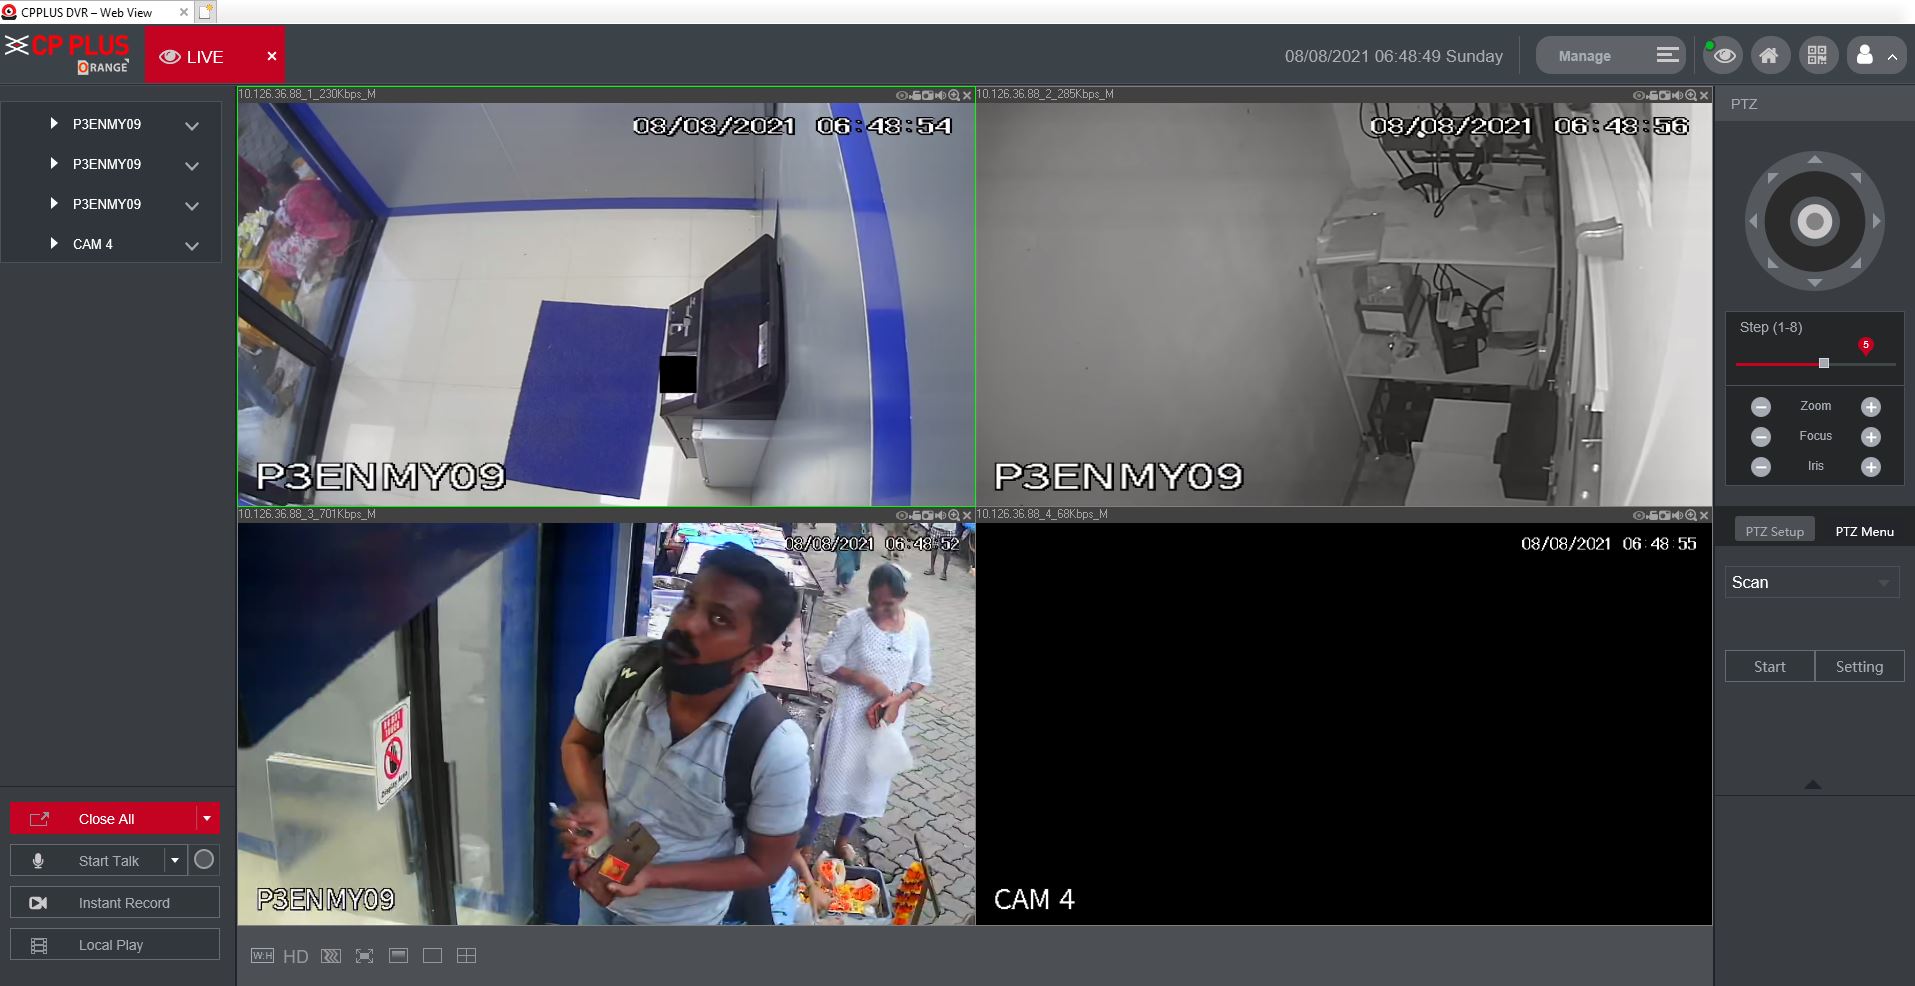 CPPLUS DVR – Web View
CP PLUS
ORANGE
LIVE
08/08/2021 06:48:49 Sunday
Manage
P3ENMY09
P3ENMY09
P3ENMY09
CAM 4
10.126.36.88_1_230Kbps_M
08/08/2021 06:48:54
P3ENMY09
10.126.36.88_2_285Kbps_M
08/08/2021 06:48:56
P3ENMY09
10.126.36.88_3_701Kbps_M
08/08/2021 06:48:52
P3ENMY09
10.126.36.88_4_68Kbps_M
08/08/2021 06:48:55
CAM 4
PTZ
Step (1-8)
5
Zoom
Focus
Iris
PTZ Setup
PTZ Menu
Scan
Start
Setting
Close All
Start Talk
Instant Record
Local Play
W:H
HD